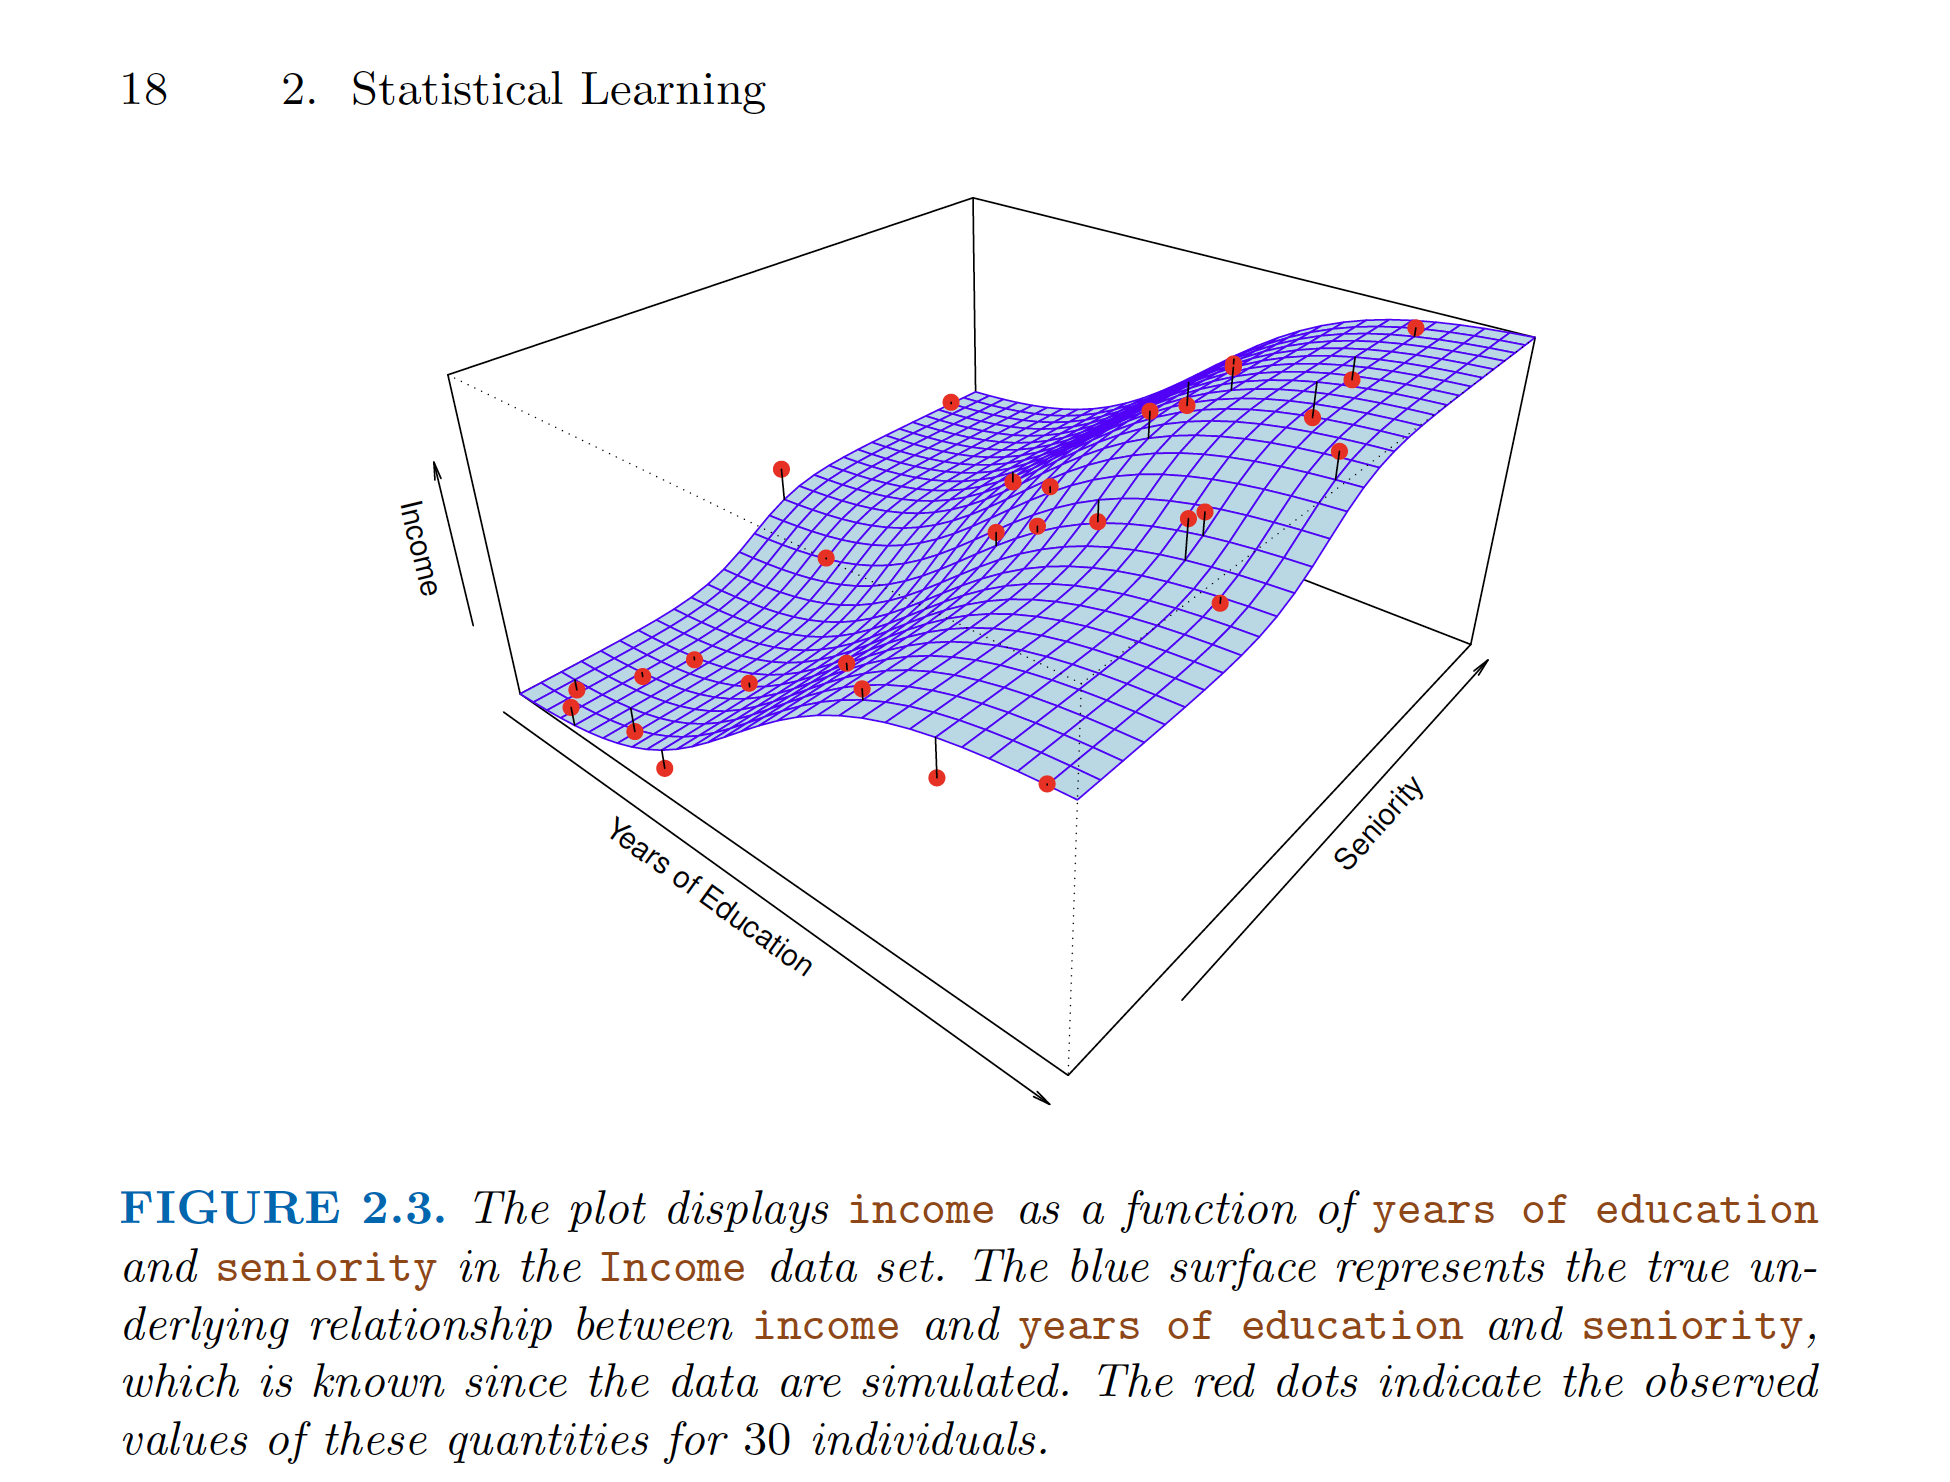 18 2. Statistical Learning
Income
Years of Education
Seniority
FIGURE 2.3. The plot displays income as a function of years of education
and seniority in the Income data set. The blue surface represents the true un-
derlying relationship between income and years of education and seniority,
which is known since the data are simulated. The red dots indicate the observed
values of these quantities for 30 individuals.